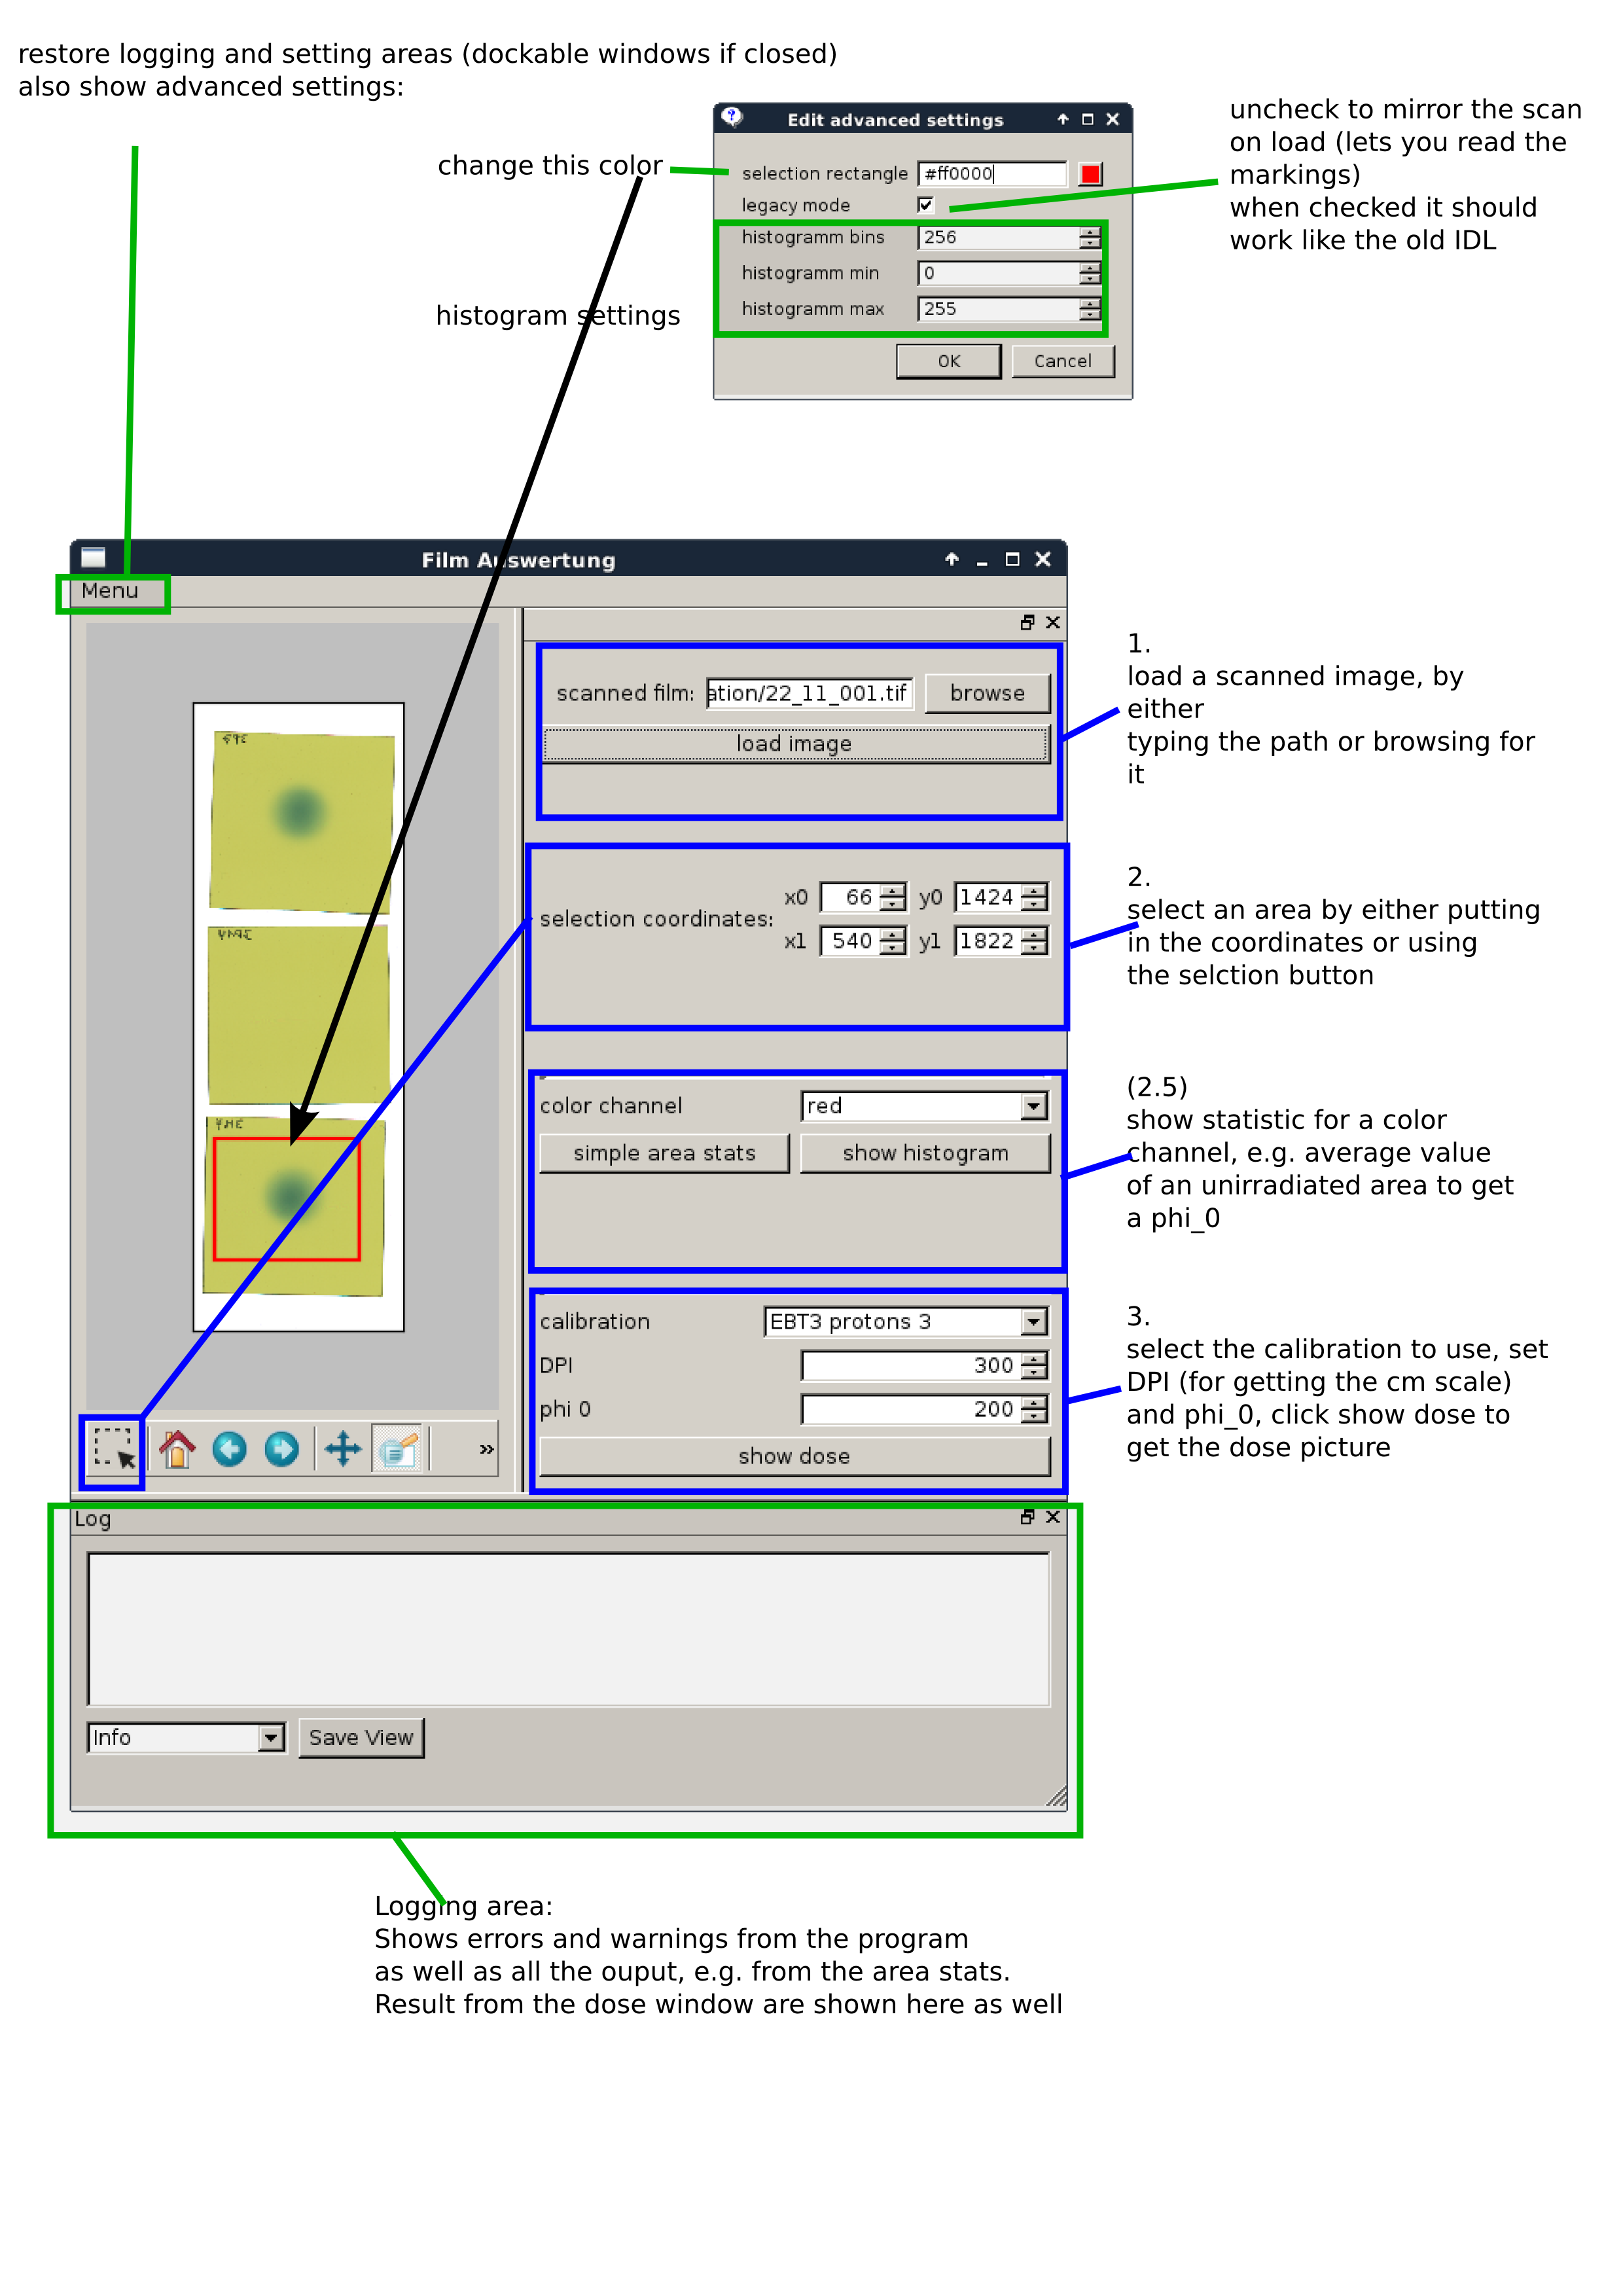 restore logging and setting areas (dockable windows if closed)
also show advanced settings:
Edit advanced settings
change this color
selection rectangle #ff0000
legacy mode
histogramm bins 256
histogramm min 0
histogramm max 255
OK Cancel
histogram settings
uncheck to mirror the scan
on load (lets you read the
markings)
when checked it should
work like the old IDL
Film Auswertung
Menu
scanned film: ation/22_11_001.tif browse
load image
1.
load a scanned image, by
either
typing the path or browsing for
it
selection coordinates:
x0 66 y0 1424
x1 540 y1 1822
2.
select an area by either putting
in the coordinates or using
the selction button
color channel red
simple area stats show histogram
(2.5)
show statistic for a color
channel, e.g. average value
of an unirradiated area to get
a phi_0
calibration EBT3 protons 3
DPI 300
phi 0 200
show dose
3.
select the calibration to use, set
DPI (for getting the cm scale)
and phi_0, click show dose to
get the dose picture
»
Log
Info Save View
Logging area:
Shows errors and warnings from the program
as well as all the ouput, e.g. from the area stats.
Result from the dose window are shown here as well